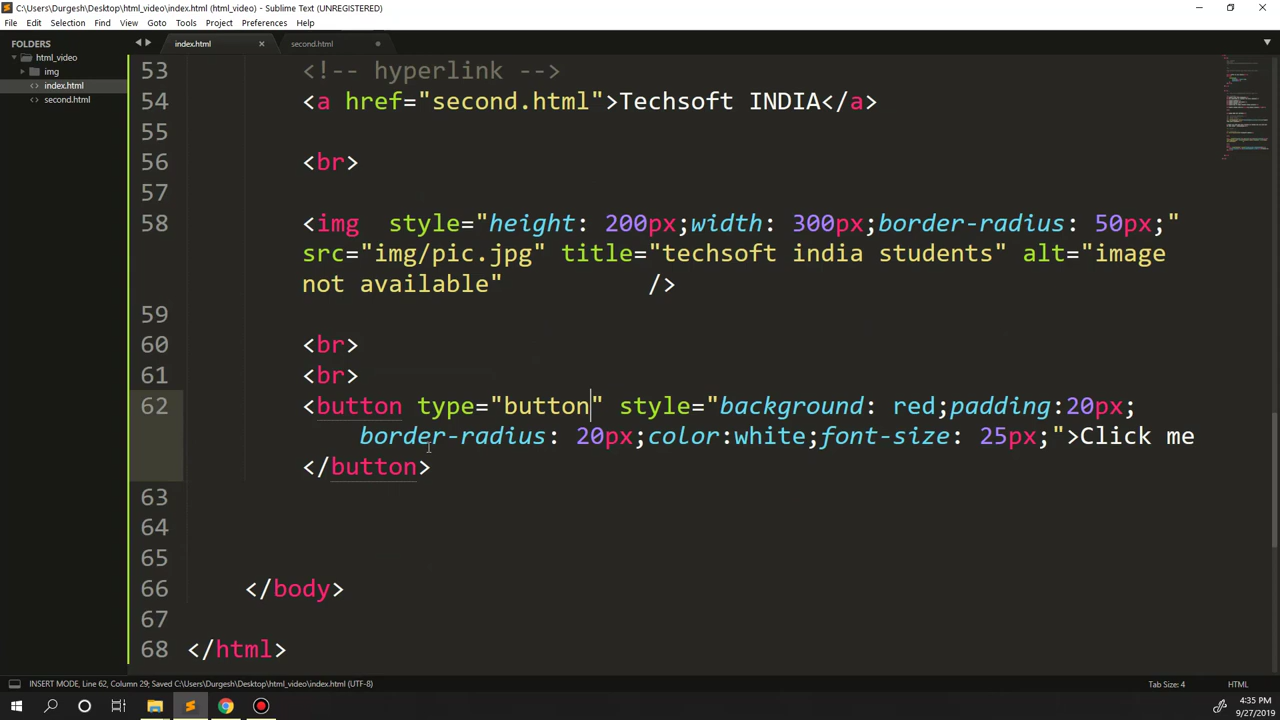 C:\Users\Durgesh\Desktop\html_video\index.html (html_video) - Sublime Text (UNREGISTERED)
File Edit Selection Find View Goto Tools Project Preferences Help
FOLDERS
html_video
img
index.html
second.html
index.html second.html
53 <!-- hyperlink -->
54 <a href="second.html">Techsoft INDIA</a>
55
56 <br>
57
58 <img  style="height: 200px;width: 300px;border-radius: 50px;"
src="img/pic.jpg" title="techsoft india students" alt="image
not available"          />
59
60 <br>
61 <br>
62 <button type="button" style="background: red;padding:20px;
border-radius: 20px;color:white;font-size: 25px;">Click me
</button>
63
64
65
66 </body>
67
68 </html>
INSERT MODE, Line 62, Column 29; Saved C:\Users\Durgesh\Desktop\html_video\index.html (UTF-8) Tab Size: 4 HTML
4:35 PM
9/27/2019